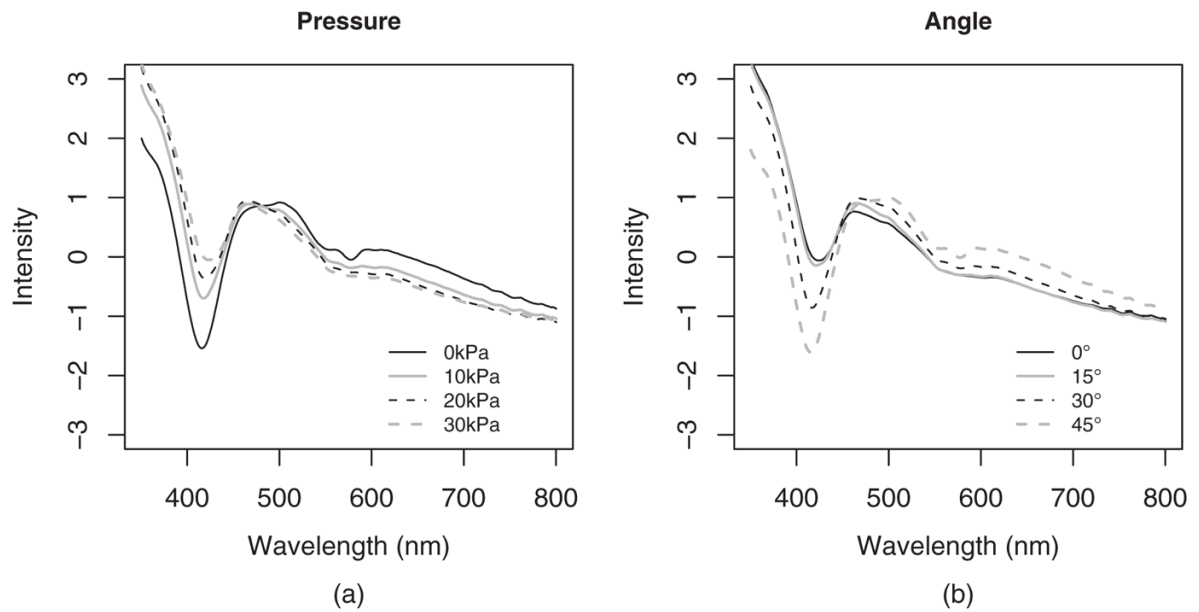 Pressure
Intensity
3
2
1
0
−1
−2
−3
0kPa
10kPa
20kPa
30kPa
400
500
600
700
800
Wavelength (nm)
(a)
Angle
Intensity
3
2
1
0
−1
−2
−3
0°
15°
30°
45°
400
500
600
700
800
Wavelength (nm)
(b)